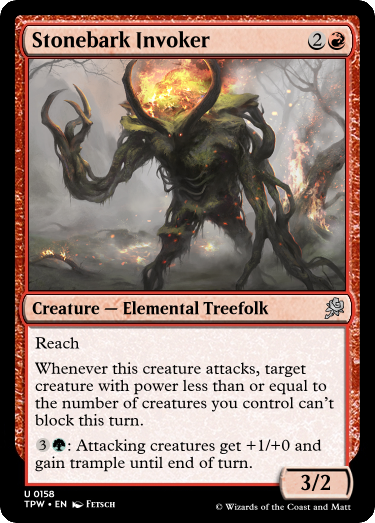 Stonebark Invoker 2
Creature — Elemental Treefolk
Reach
Whenever this creature attacks, target
creature with power less than or equal to
the number of creatures you control can't
block this turn.
3: Attacking creatures get +1/+0 and
gain trample until end of turn.
3/2
U 0158
TPW • EN Fetsch
© Wizards of the Coast and Matt